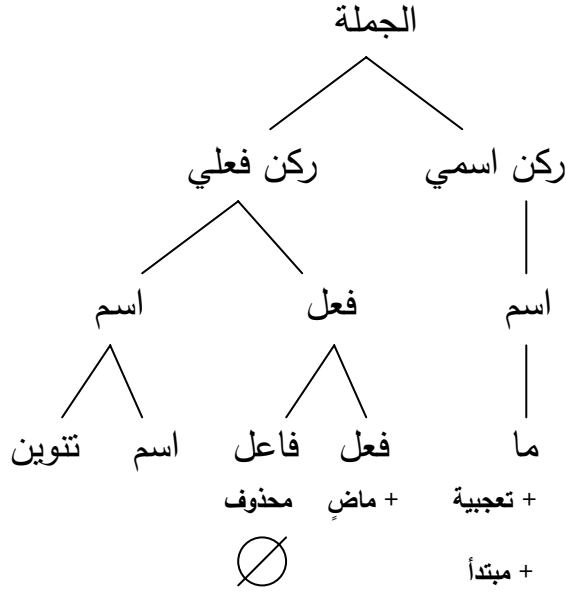 الجملة
ركن اسمي ركن فعلي
اسم فعل اسم
ما فعل فاعل اسم تنوين
+ تعجبية + ماضٍ محذوف
∅
+ مبتدأ